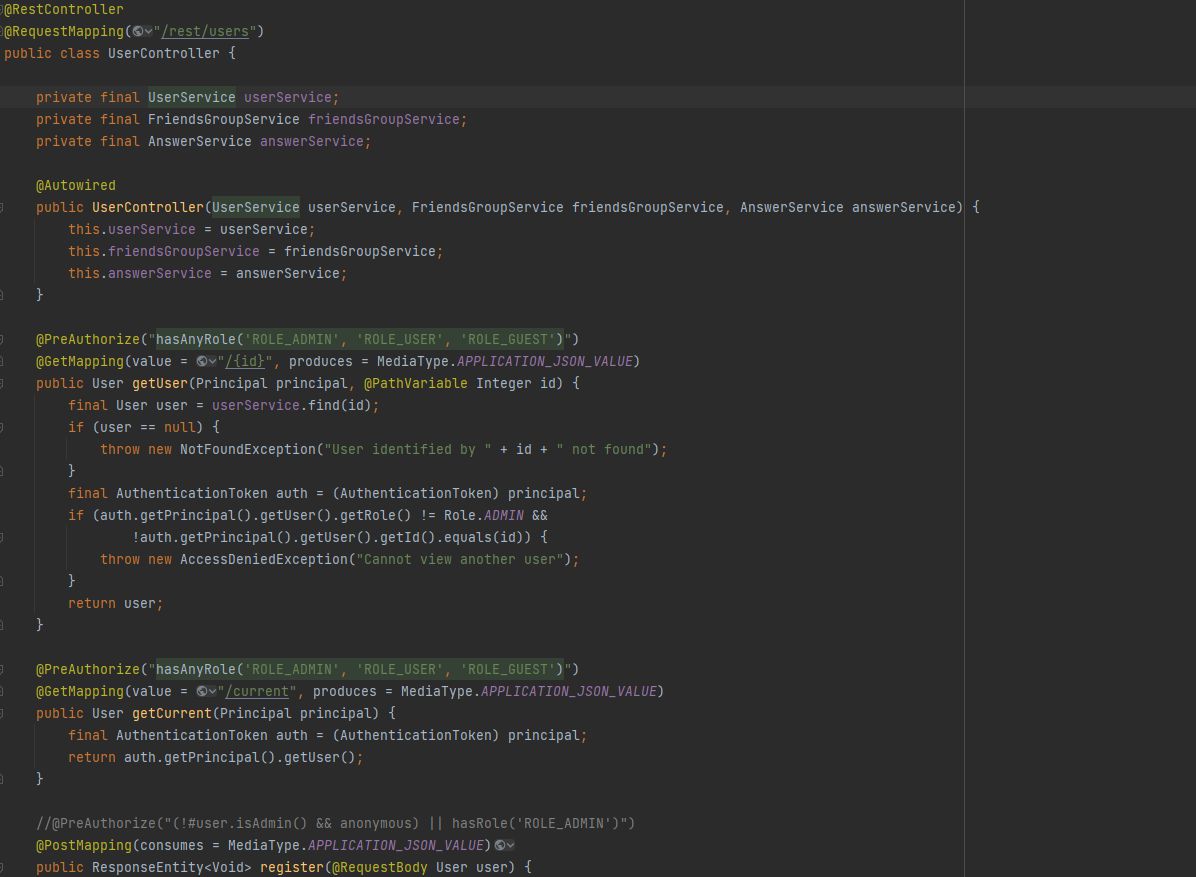 @RestController
@RequestMapping("/rest/users")
public class UserController {
private final UserService userService;
private final FriendsGroupService friendsGroupService;
private final AnswerService answerService;
@Autowired
public UserController(UserService userService, FriendsGroupService friendsGroupService, AnswerService answerService) {
this.userService = userService;
this.friendsGroupService = friendsGroupService;
this.answerService = answerService;
}
@PreAuthorize("hasAnyRole('ROLE_ADMIN', 'ROLE_USER', 'ROLE_GUEST')")
@GetMapping(value = "/{id}", produces = MediaType.APPLICATION_JSON_VALUE)
public User getUser(Principal principal, @PathVariable Integer id) {
final User user = userService.find(id);
if (user == null) {
throw new NotFoundException("User identified by " + id + " not found");
}
final AuthenticationToken auth = (AuthenticationToken) principal;
if (auth.getPrincipal().getUser().getRole() != Role.ADMIN &&
!auth.getPrincipal().getUser().getId().equals(id)) {
throw new AccessDeniedException("Cannot view another user");
}
return user;
}
@PreAuthorize("hasAnyRole('ROLE_ADMIN', 'ROLE_USER', 'ROLE_GUEST')")
@GetMapping(value = "/current", produces = MediaType.APPLICATION_JSON_VALUE)
public User getCurrent(Principal principal) {
final AuthenticationToken auth = (AuthenticationToken) principal;
return auth.getPrincipal().getUser();
}
//@PreAuthorize("(!#user.isAdmin() && anonymous) || hasRole('ROLE_ADMIN')")
@PostMapping(consumes = MediaType.APPLICATION_JSON_VALUE)
public ResponseEntity<Void> register(@RequestBody User user) {